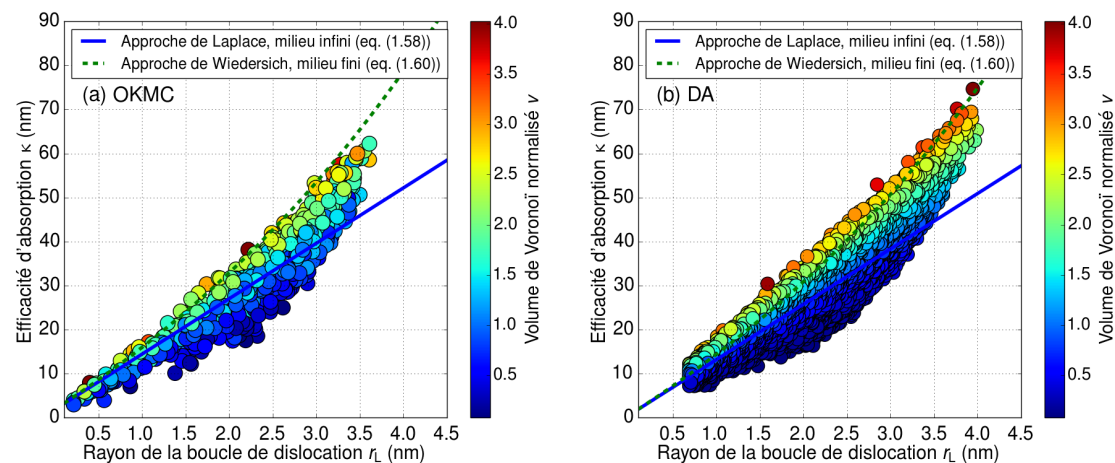 Approche de Laplace, milieu infini (eq. (1.58))
Approche de Wiedersich, milieu fini (eq. (1.60))
(a) OKMC
Efficacité d'absorption κ (nm)
90
80
70
60
50
40
30
20
10
0
0.5 1.0 1.5 2.0 2.5 3.0 3.5 4.0 4.5
Rayon de la boucle de dislocation rL (nm)
4.0
3.5
3.0
2.5
2.0
1.5
1.0
0.5
Volume de Voronoï normalisé v
Approche de Laplace, milieu infini (eq. (1.58))
Approche de Wiedersich, milieu fini (eq. (1.60))
(b) DA
Efficacité d'absorption κ (nm)
90
80
70
60
50
40
30
20
10
0
0.5 1.0 1.5 2.0 2.5 3.0 3.5 4.0 4.5
Rayon de la boucle de dislocation rL (nm)
4.0
3.5
3.0
2.5
2.0
1.5
1.0
0.5
Volume de Voronoï normalisé v